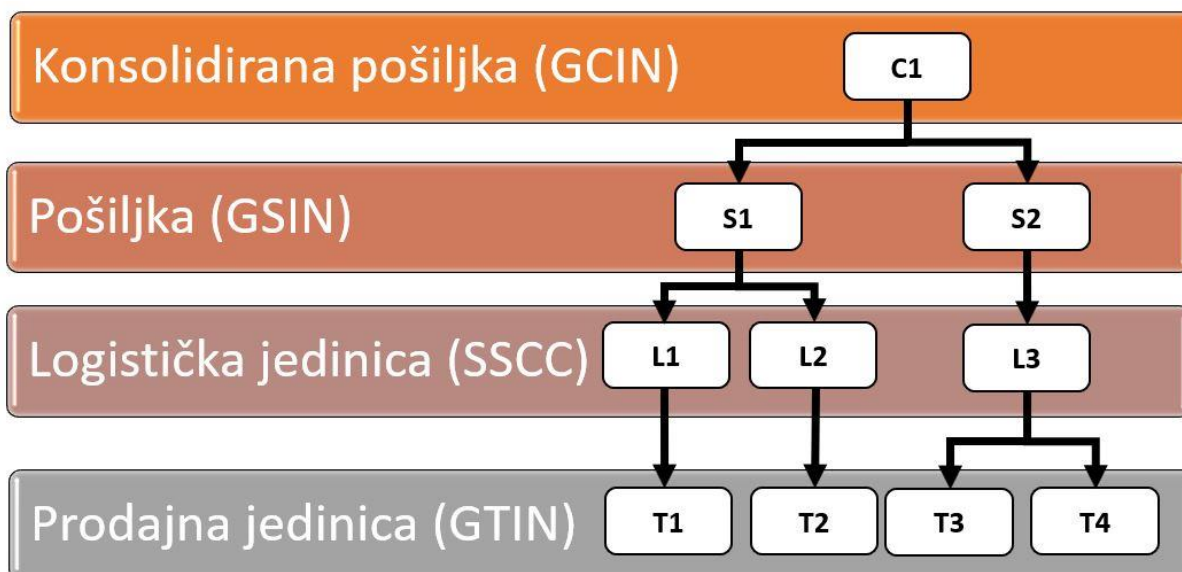 Konsolidirana pošiljka (GCIN)
C1
Pošiljka (GSIN)
S1
S2
Logistička jedinica (SSCC)
L1
L2
L3
Prodajna jedinica (GTIN)
T1
T2
T3
T4